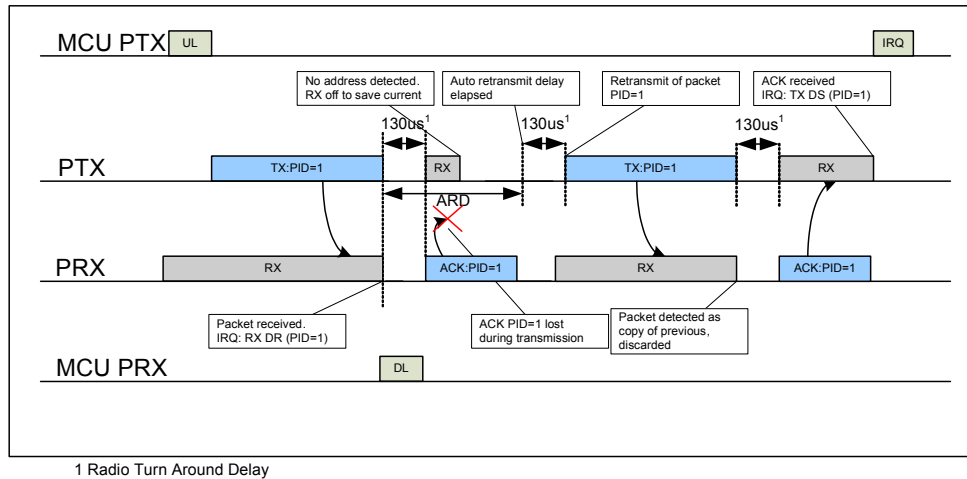 MCU PTX
UL
IRQ
No address detected.
RX off to save current
Auto retransmit delay
elapsed
Retransmit of packet
PID=1
ACK received
IRQ: TX DS (PID=1)
130us1
130us1
130us1
PTX
TX:PID=1
RX
TX:PID=1
RX
ARD
PRX
RX
ACK:PID=1
RX
ACK:PID=1
Packet received.
IRQ: RX DR (PID=1)
ACK PID=1 lost
during transmission
Packet detected as
copy of previous,
discarded
MCU PRX
DL
1 Radio Turn Around Delay